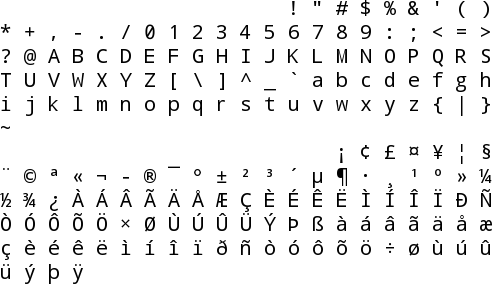 ! " # $ % & ' ( )
* + , - . / 0 1 2 3 4 5 6 7 8 9 : ; < = >
? @ A B C D E F G H I J K L M N O P Q R S
T U V W X Y Z [ \ ] ^ _ ` a b c d e f g h
i j k l m n o p q r s t u v w x y z { | }
~
¡ ¢ £ ¤ ¥ ¦ §
¨ © ª « ¬ - ® ¯ ° ± ² ³ ´ µ ¶ · ¸ ¹ º » ¼
½ ¾ ¿ À Á Â Ã Ä Å Æ Ç È É Ê Ë Ì Í Î Ï Ð Ñ
Ò Ó Ô Õ Ö × Ø Ù Ú Û Ü Ý Þ ß à á â ã ä å æ
ç è é ê ë ì í î ï ð ñ ò ó ô õ ö ÷ ø ù ú û
ü ý þ ÿ